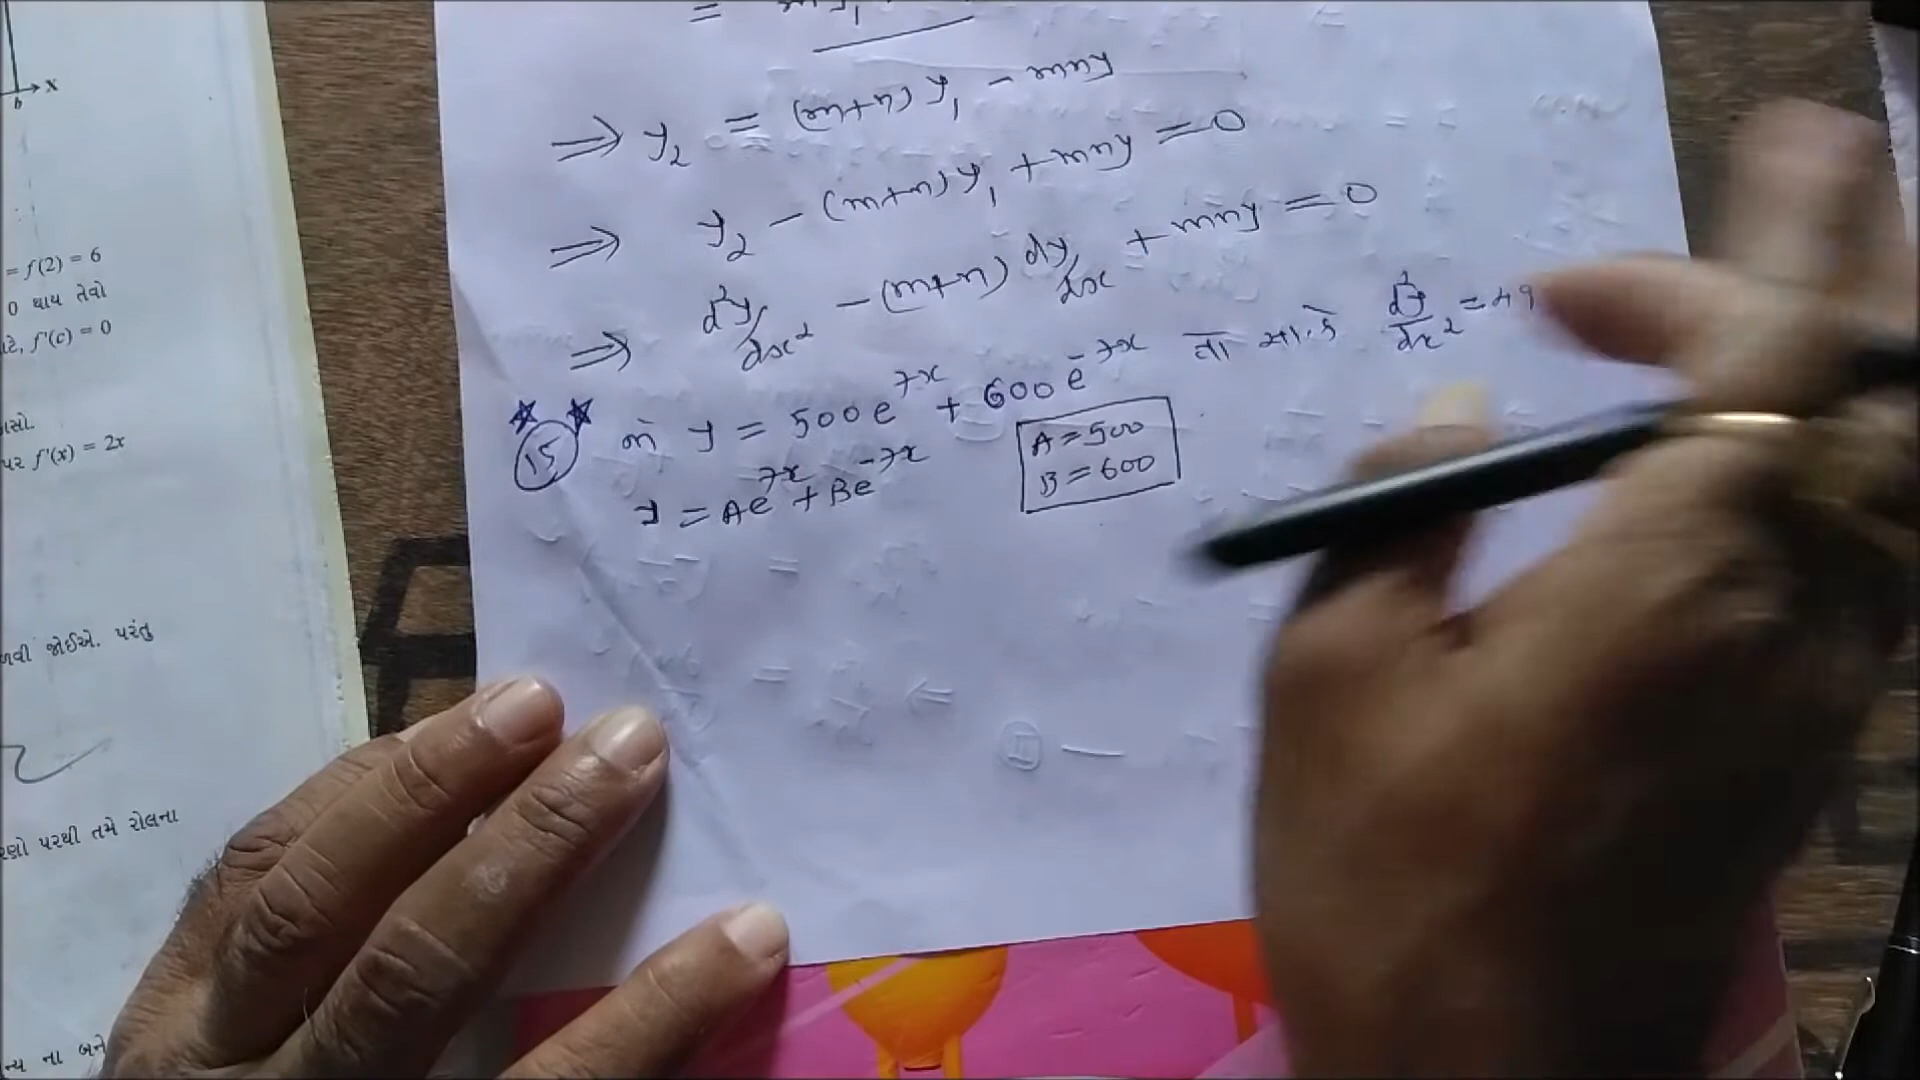 ⇒ y₂ = (m+n) y₁ - mny
⇒ y₂ - (m+n) y₁ + mny = 0
⇒ d²y/dx² - (m+n) dy/dx + mny = 0
15 જો y = 500e^7x + 600e^-7x તો સા.કે d²y/dx² = 49
y = Ae^7x + Be^-7x
A = 500
B = 600
b
X
= f(2) = 6
0 થાય તેવો
ટે, f'(c) = 0
પર f'(x) = 2x
જોઈએ. પરંતુ
પરથી તમે રોલના
ના બંને